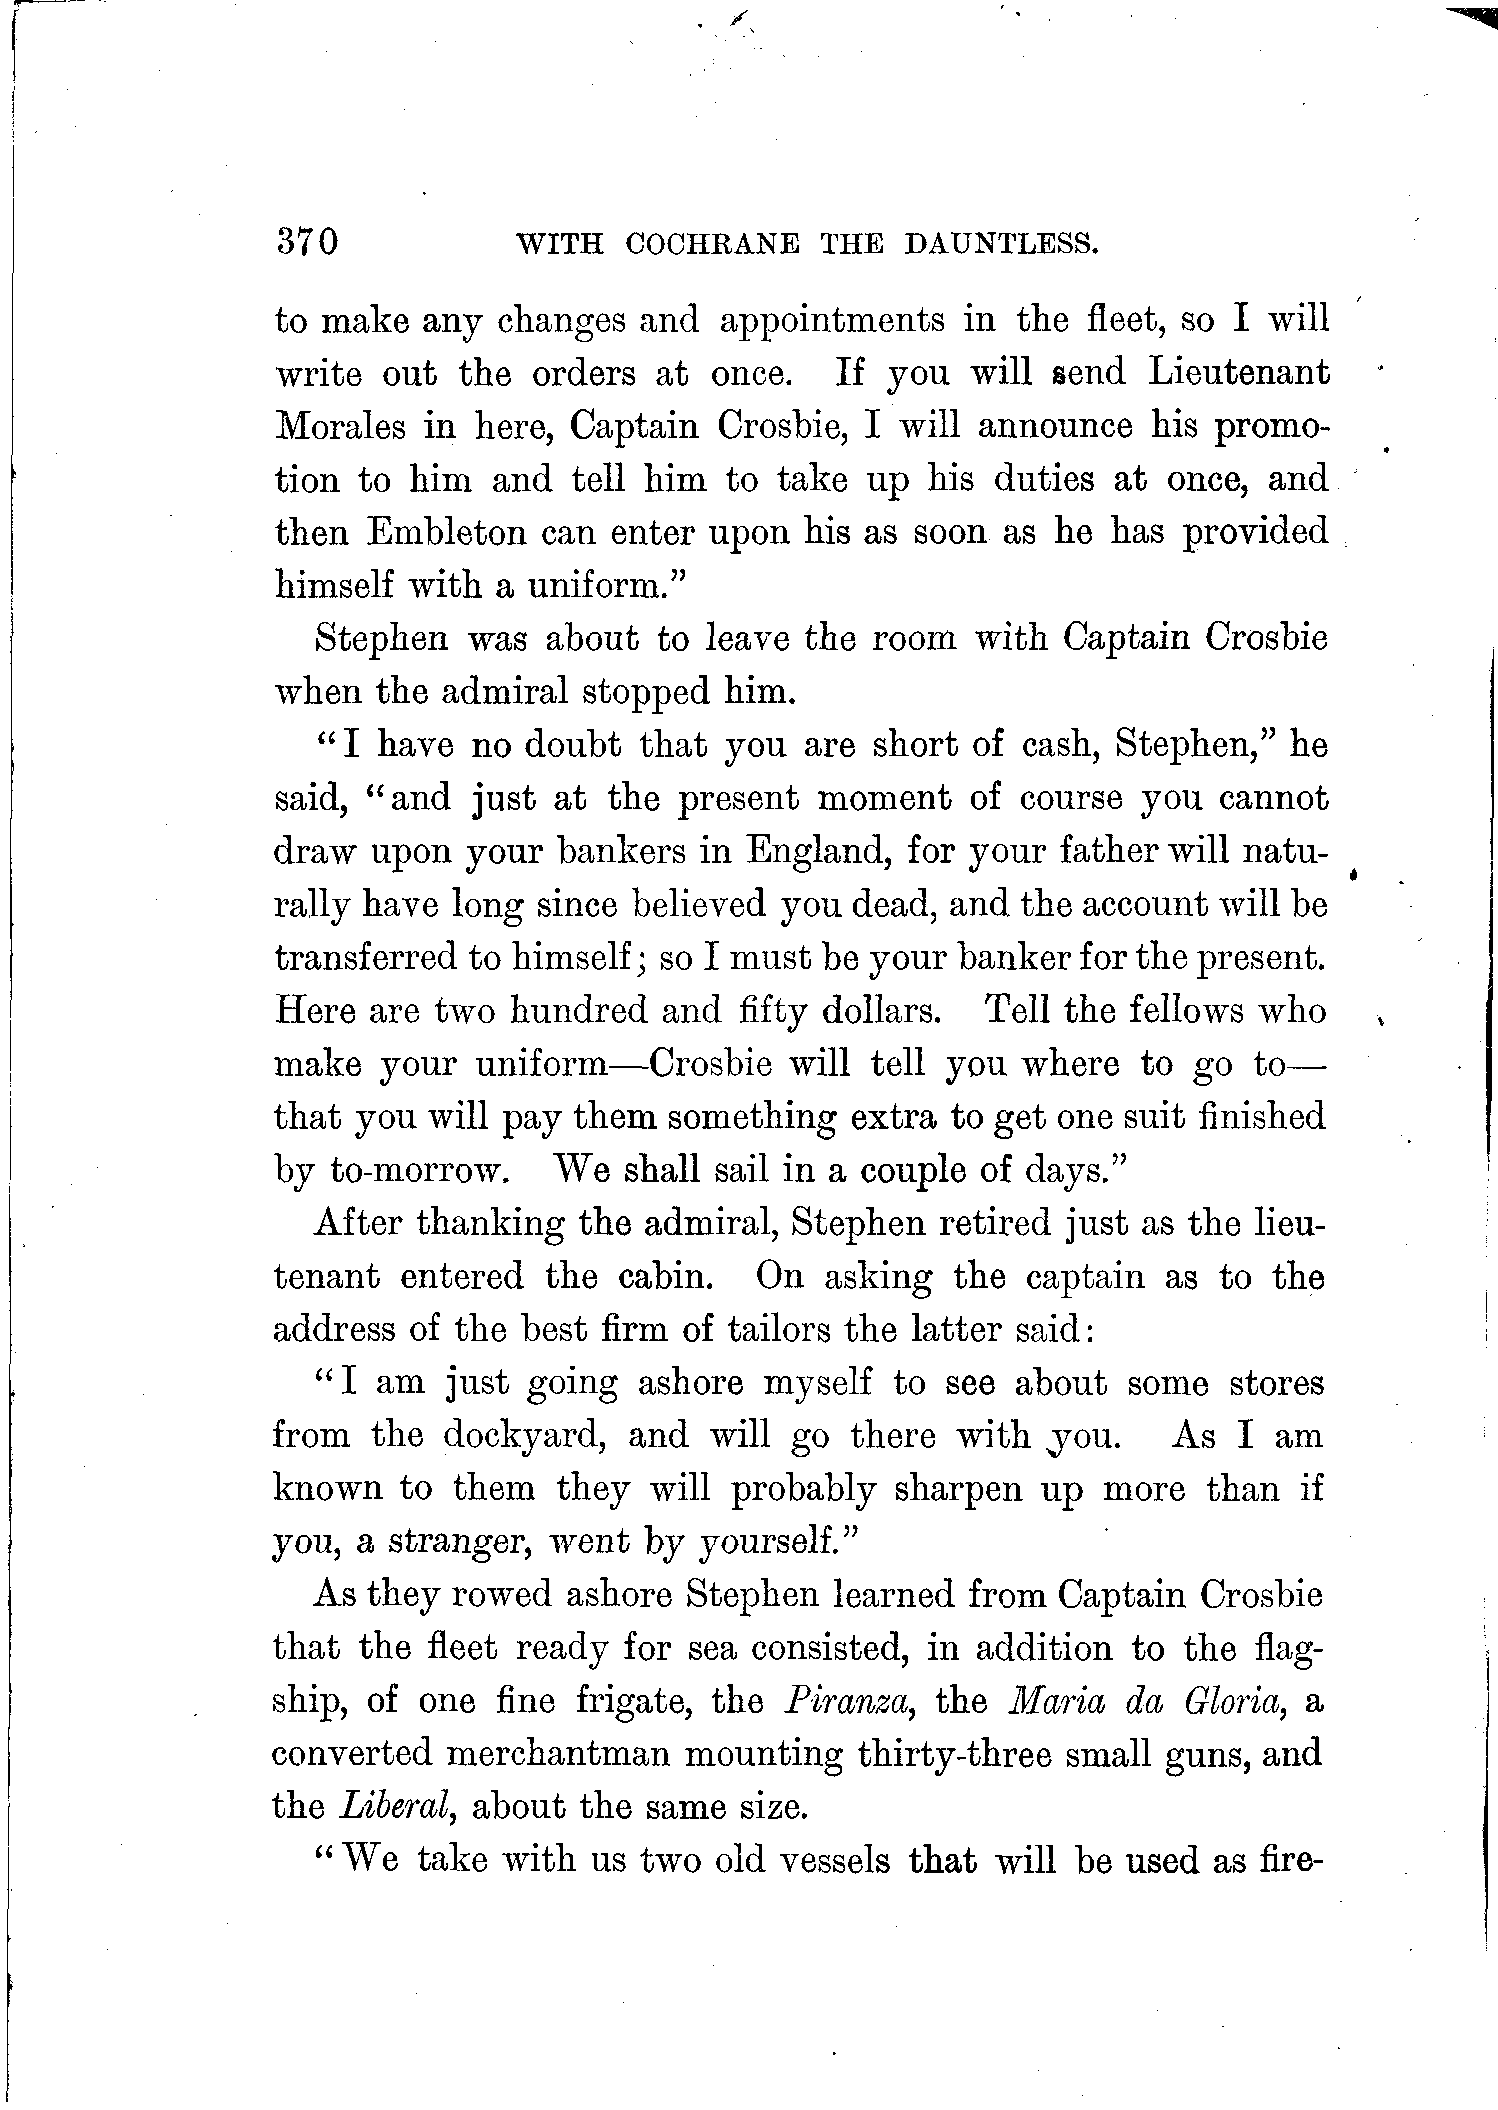 370 WITH COCHRANE THE DAUNTLESS.
to make any changes and appointments in the fleet, so I will
write out the orders at once. If you will send Lieutenant
Morales in here, Captain Crosbie, I will announce his promo-
tion to him and tell him to take up his duties at once, and
then Embleton can enter upon his as soon as he has provided
himself with a uniform.”
Stephen was about to leave the room with Captain Crosbie
when the admiral stopped him.
“I have no doubt that you are short of cash, Stephen,” he
said, “and just at the present moment of course you cannot
draw upon your bankers in England, for your father will natu-
rally have long since believed you dead, and the account will be
transferred to himself; so I must be your banker for the present.
Here are two hundred and fifty dollars. Tell the fellows who
make your uniform—Crosbie will tell you where to go to—
that you will pay them something extra to get one suit finished
by to-morrow. We shall sail in a couple of days.”
After thanking the admiral, Stephen retired just as the lieu-
tenant entered the cabin. On asking the captain as to the
address of the best firm of tailors the latter said:
“I am just going ashore myself to see about some stores
from the dockyard, and will go there with you. As I am
known to them they will probably sharpen up more than if
you, a stranger, went by yourself.”
As they rowed ashore Stephen learned from Captain Crosbie
that the fleet ready for sea consisted, in addition to the flag-
ship, of one fine frigate, the Piranza, the Maria da Gloria, a
converted merchantman mounting thirty-three small guns, and
the Liberal, about the same size.
“We take with us two old vessels that will be used as fire-